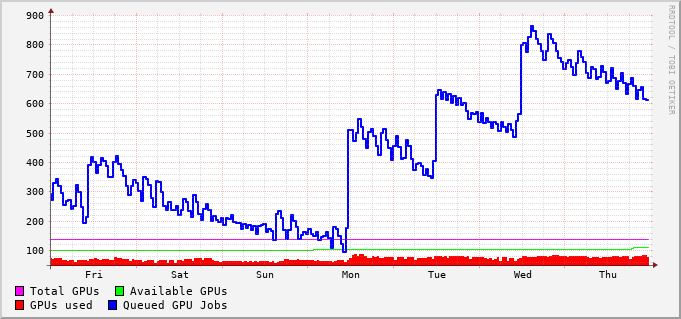 900
800
700
600
500
400
300
200
100
Fri Sat Sun Mon Tue Wed Thu
Total GPUs Available GPUs
GPUs used Queued GPU Jobs
RRDTOOL / TOBI OETIKER